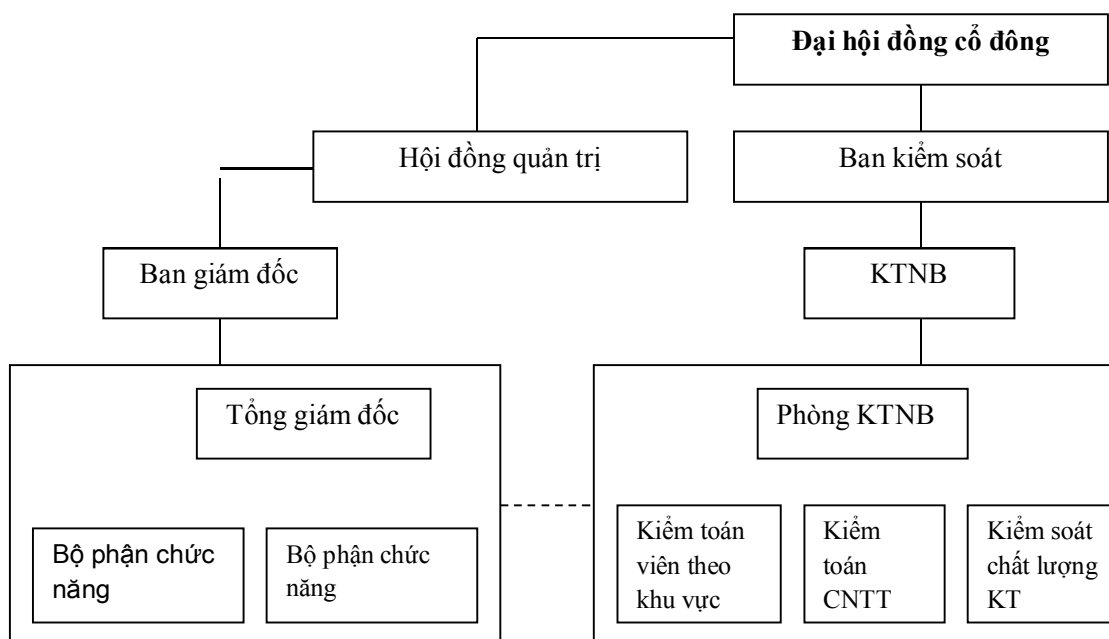 Đại hội đồng cổ đông
Hội đồng quản trị
Ban kiểm soát
Ban giám đốc
KTNB
Tổng giám đốc
Phòng KTNB
Bộ phận chức
năng
Bộ phận chức
năng
Kiểm toán
viên theo
khu vực
Kiểm
toán
CNTT
Kiểm soát
chất lượng
KT